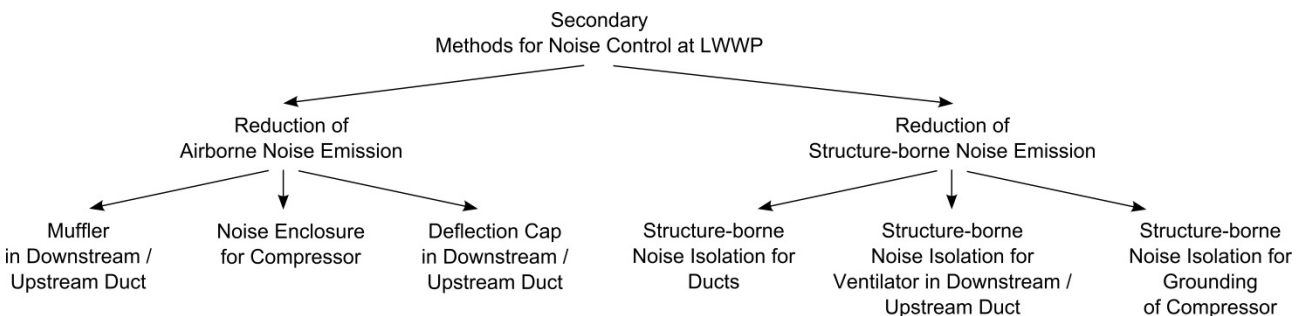 Secondary
Methods for Noise Control at LWWP
Reduction of
Airborne Noise Emission
Reduction of
Structure-borne Noise Emission
Muffler
in Downstream /
Upstream Duct
Noise Enclosure
for Compressor
Deflection Cap
in Downstream /
Upstream Duct
Structure-borne
Noise Isolation for
Ducts
Structure-borne
Noise Isolation for
Ventilator in Downstream /
Upstream Duct
Structure-borne
Noise Isolation for
Grounding
of Compressor